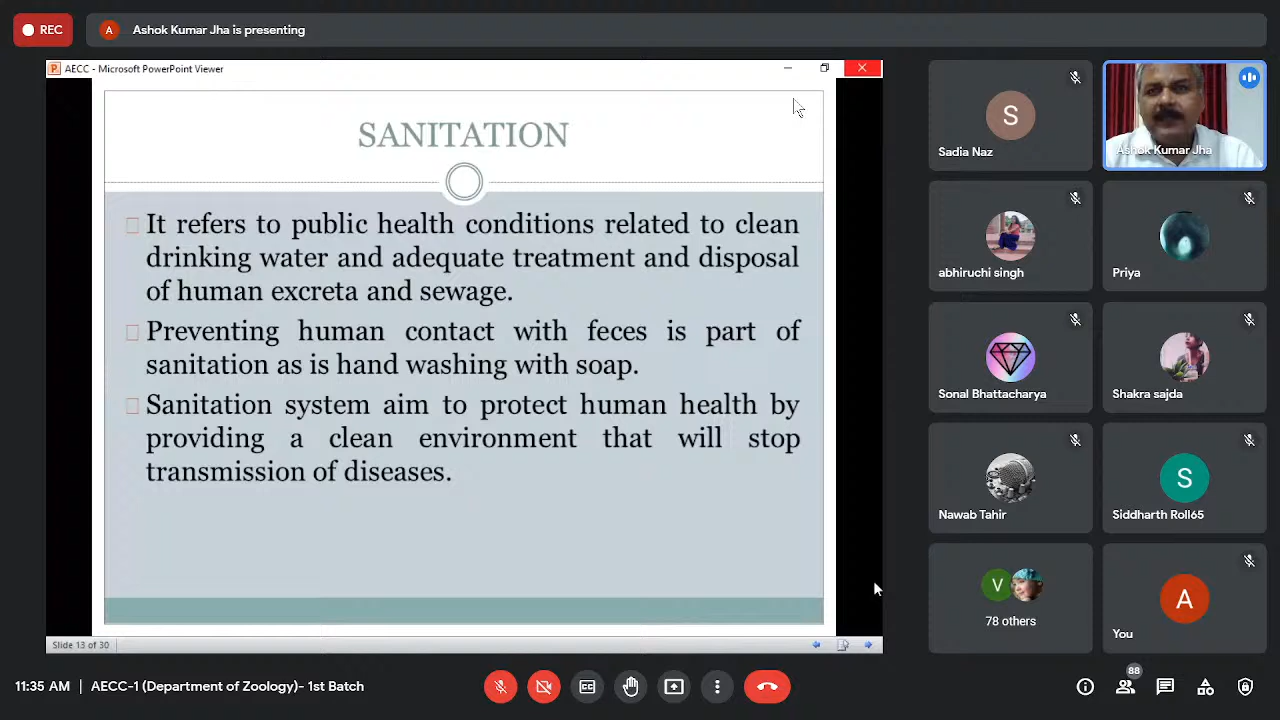 REC
A
Ashok Kumar Jha is presenting
AECC - Microsoft PowerPoint Viewer
SANITATION
It refers to public health conditions related to clean
drinking water and adequate treatment and disposal
of human excreta and sewage.
Preventing human contact with feces is part of
sanitation as is hand washing with soap.
Sanitation system aim to protect human health by
providing a clean environment that will stop
transmission of diseases.
Slide 13 of 30
S
Sadia Naz
Ashok Kumar Jha
abhiruchi singh
Priya
Sonal Bhattacharya
Shakra sajda
Nawab Tahir
S
Siddharth Roll65
V
78 others
A
You
11:35 AM | AECC-1 (Department of Zoology)- 1st Batch
88